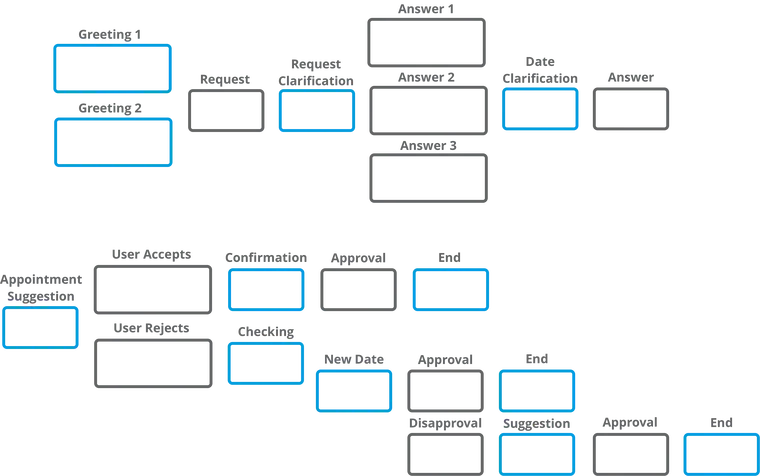 Greeting 1
Greeting 2
Request
Request
Clarification
Answer 1
Answer 2
Answer 3
Date
Clarification
Answer
Appointment
Suggestion
User Accepts
Confirmation
Approval
End
User Rejects
Checking
New Date
Approval
End
Disapproval
Suggestion
Approval
End